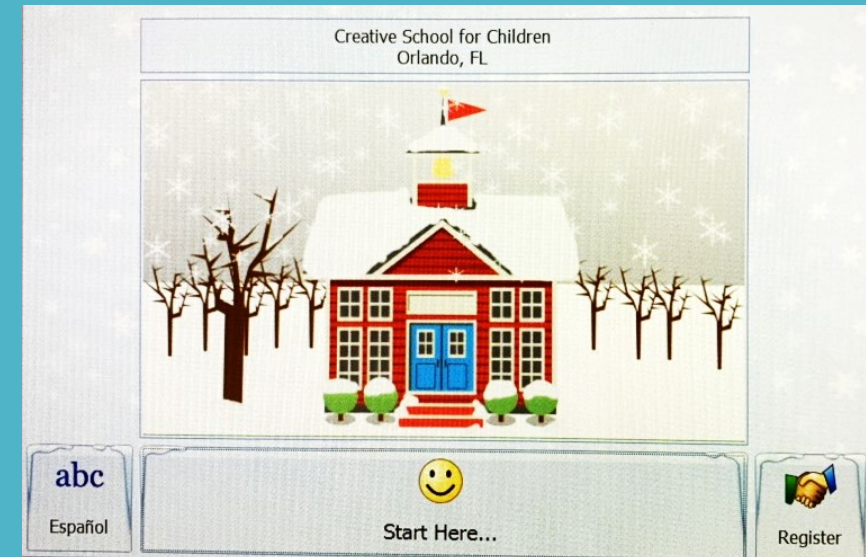 Creative School for Children
Orlando, FL
abc
Español
Start Here...
Register